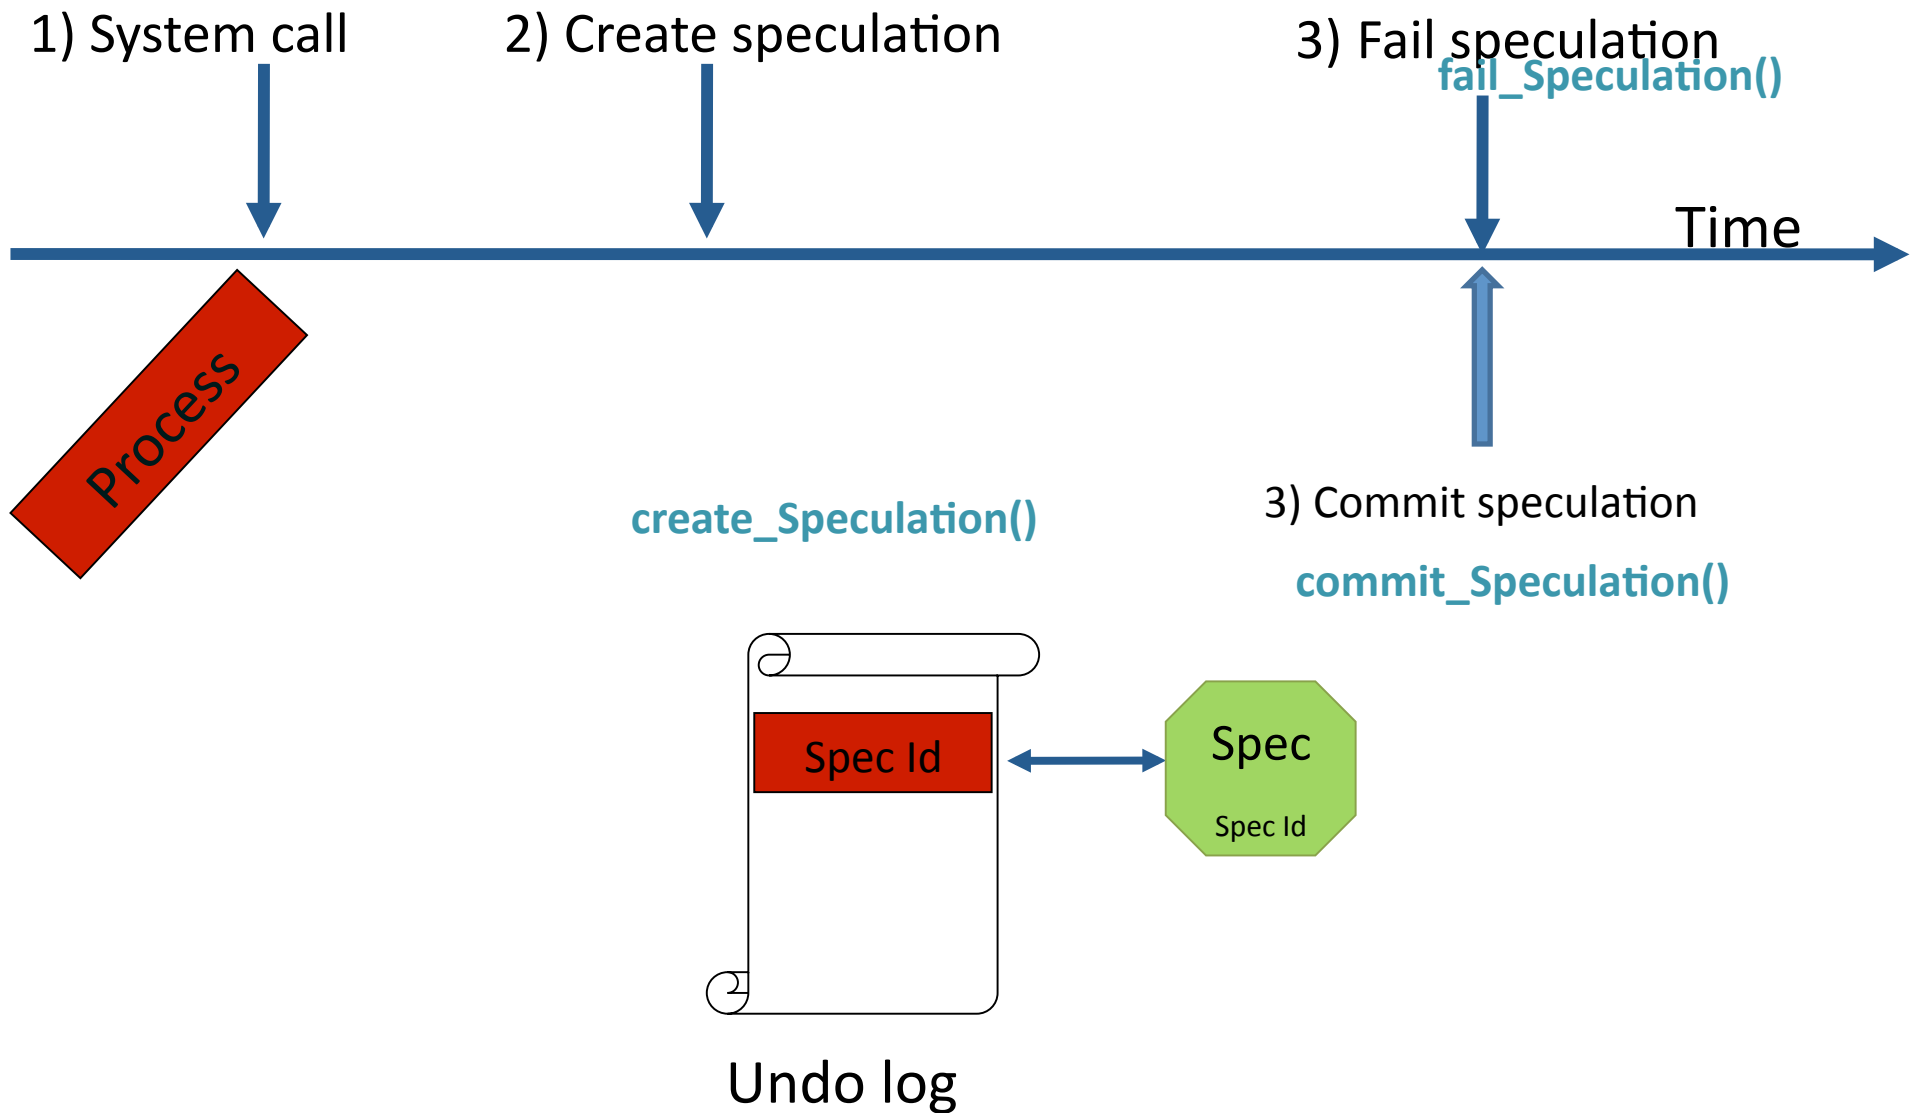 1) System call
2) Create speculation
3) Fail speculation
fail_Speculation()
Time
Process
create_Speculation()
3) Commit speculation
commit_Speculation()
Spec Id
Spec
Spec Id
Undo log